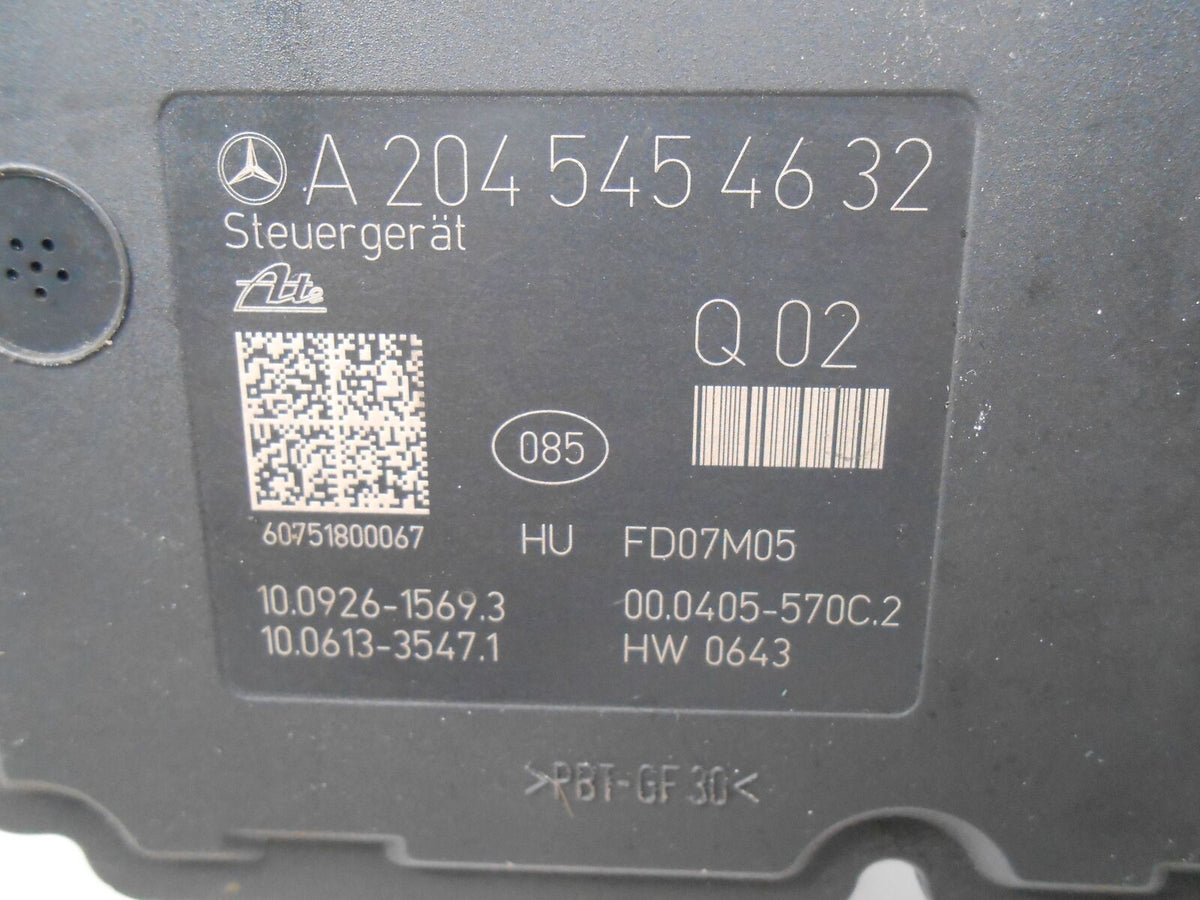 A 204 545 46 32
Steuergerät
Ate
Q 02
085
60751800067
HU FD07M05
10.0926-1569.3 00.0405-570C.2
10.0613-3547.1 HW 0643
>PBT-GF 30<